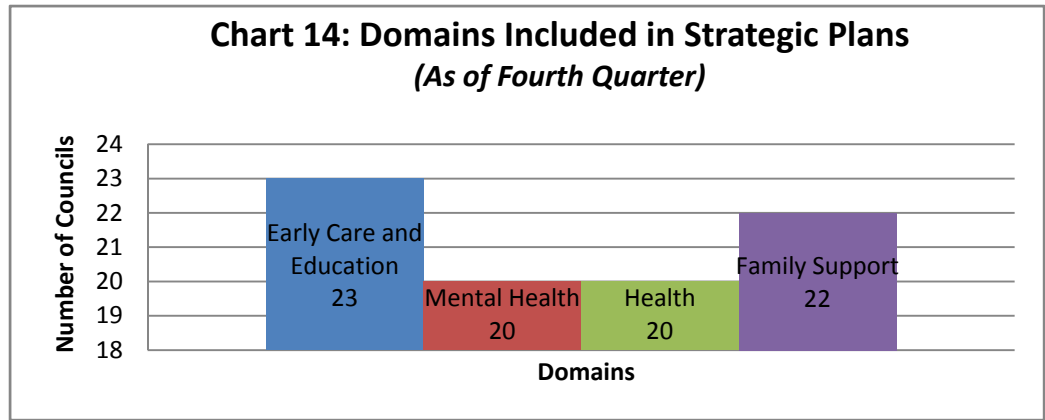 Chart 14: Domains Included in Strategic Plans
(As of Fourth Quarter)
Number of Councils
24
23
22
21
20
19
18
Early Care and
Education
23
Mental Health
20
Health
20
Family Support
22
Domains